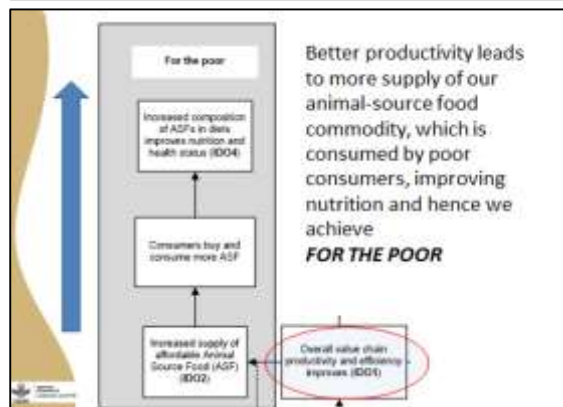 For the poor
Increased composition
of ASFs in diets
improves nutrition and
health status (IDO4)
Consumers buy and
consume more ASF
Increased supply of
affordable Animal
Source Food (ASF)
(IDO2)
Overall value chain
productivity and efficiency
improves (IDO1)
Better productivity leads
to more supply of our
animal-source food
commodity, which is
consumed by poor
consumers, improving
nutrition and hence we
achieve
FOR THE POOR